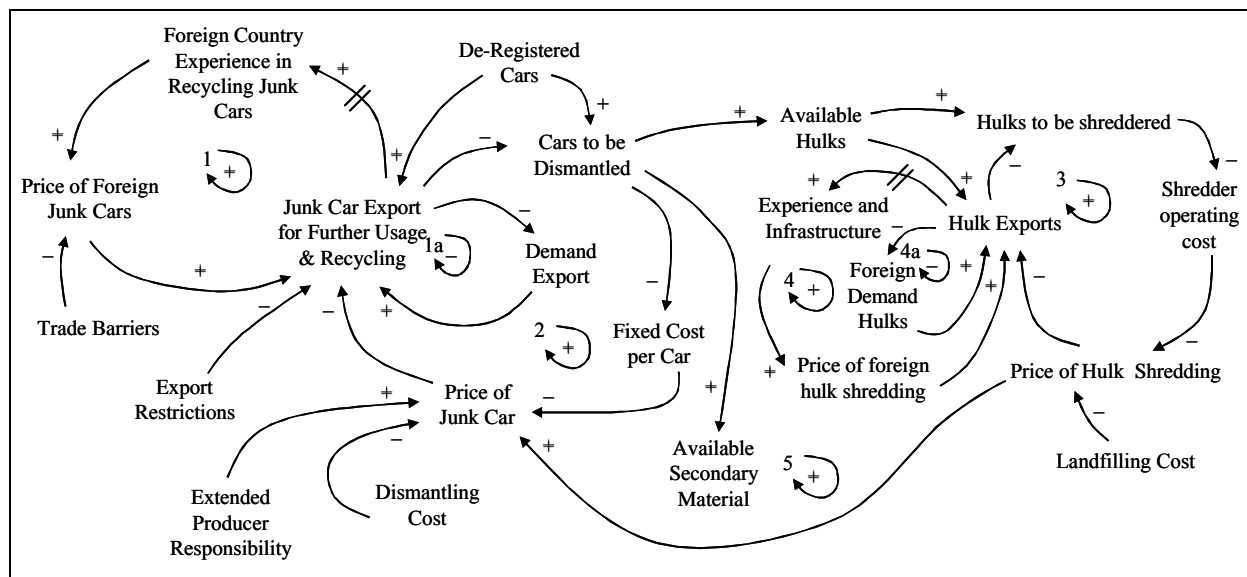 Foreign Country
Experience in
Recycling Junk
Cars
+
De-Registered
Cars
+
+
1
+
Price of Foreign
Junk Cars
+
−
Cars to be
Dismantled
+
Available
Hulks
+
Hulks to be shreddered
−
Shredder
operating
cost
Junk Car Export
for Further Usage
& Recycling
−
1a
−
Demand
Export
+
Experience and
Infrastructure
+
−
3
+
Hulk Exports
−
4a
−
Foreign
Demand
Hulks
+
+
−
−
+
−
Trade Barriers
−
−
+
2
+
−
Fixed Cost
per Car
4
+
+
Price of foreign
hulk shredding
−
Price of Hulk Shredding
Export
Restrictions
+
Price of
Junk Car
−
−
+
+
Available
Secondary
Material
5
+
−
Landfilling Cost
Extended
Producer
Responsibility
Dismantling
Cost